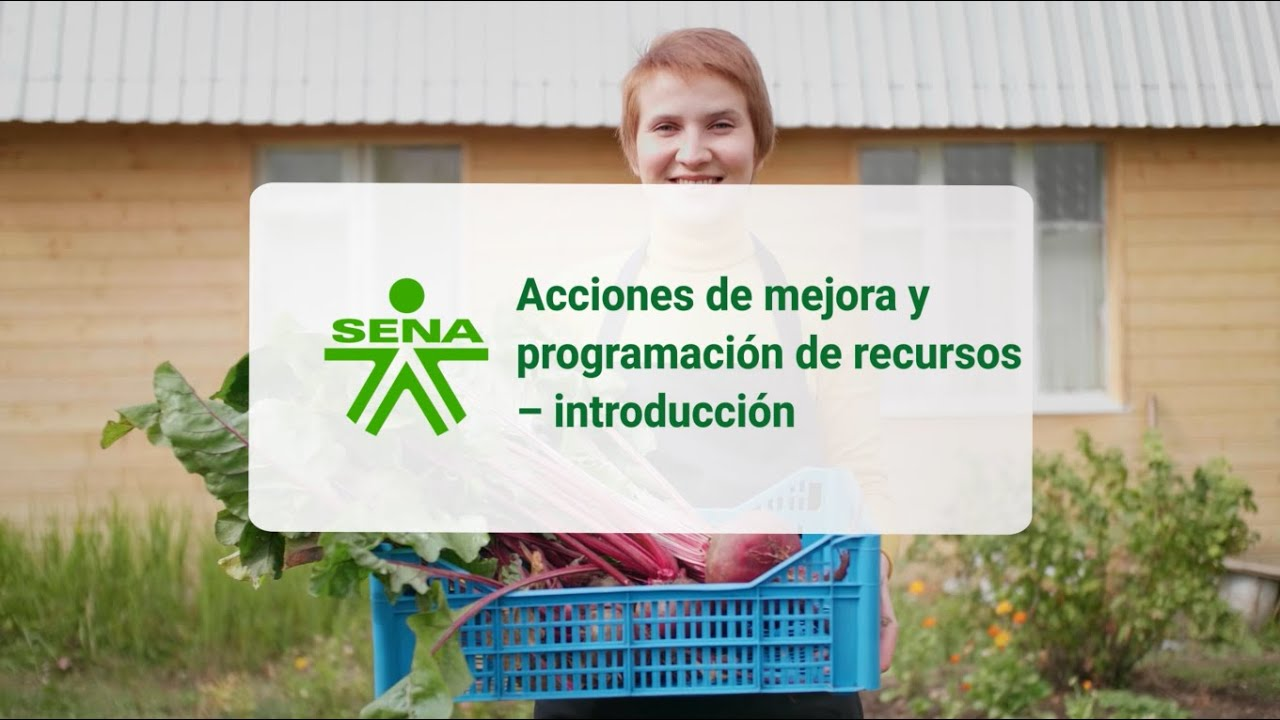 SENA
Acciones de mejora y
programación de recursos
– introducción